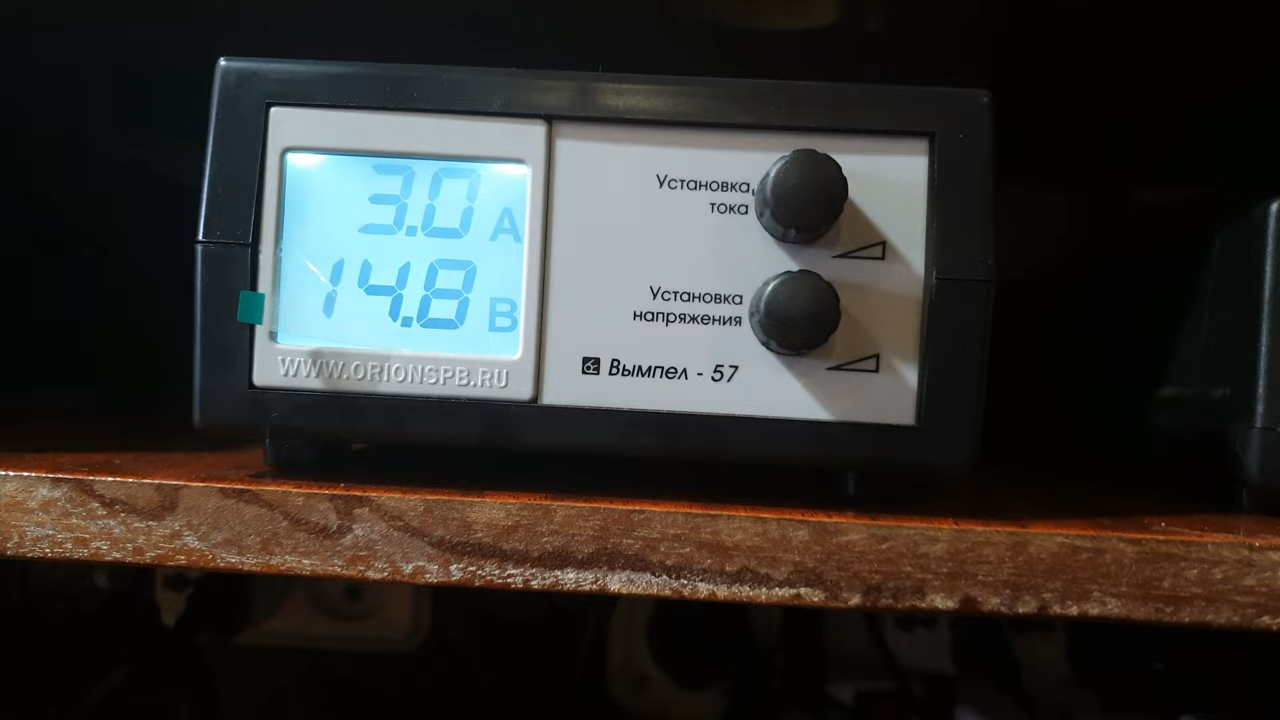 3.0 А
14.8 В
WWW.ORIONSPB.RU
Установка
тока
Установка
напряжения
Вымпел - 57